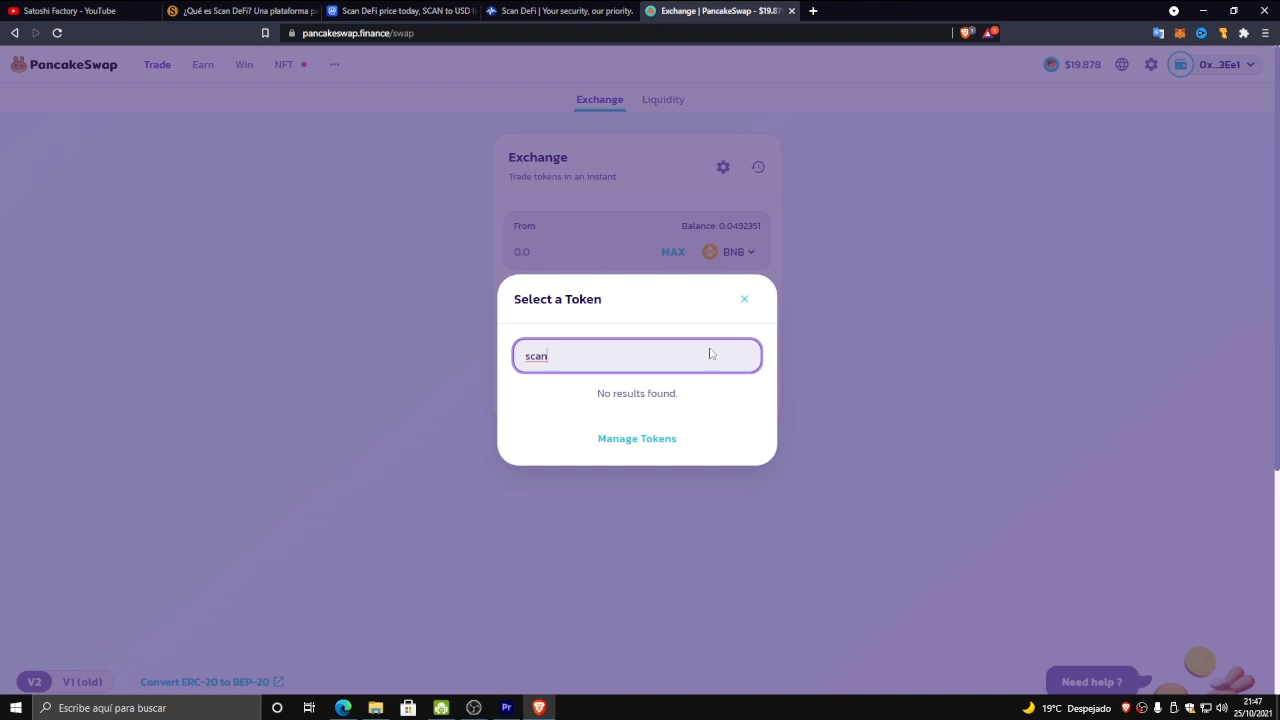 Satoshi Factory - YouTube
¿Qué es Scan DeFi? Una plataforma p
Scan DeFi price today, SCAN to USD l
Scan DeFi | Your security, our priority.
Exchange | PancakeSwap - $19.87
pancakeswap.finance/swap
PancakeSwap
Trade
Earn
Win
NFT
$19.878
0x...3Ee1
Exchange
Liquidity
Exchange
Trade tokens in an instant
From
Balance: 0.0492351
0.0
MAX
BNB
Select a Token
scan
No results found.
Manage Tokens
V2
V1 (old)
Convert ERC-20 to BEP-20
Need help ?
Escribe aquí para buscar
Pr
19°C Despejado
21:47
25/10/2021